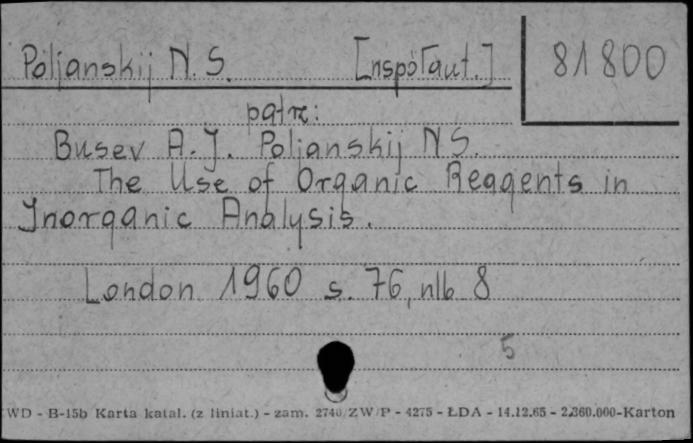 Poljanskij N. S. [współaut.] 81800
patrz:
Busev A. J. Poljanskij N S.
The Use of Organic Reagents in
Inorganic Analysis.
London 1960 s. 76, nlb 8
5
WD - B-15b Karta katal. (z liniat.) - zam. 2740/ZW/P - 4275 - ŁDA - 14.12.65 - 2.360.000-Karton